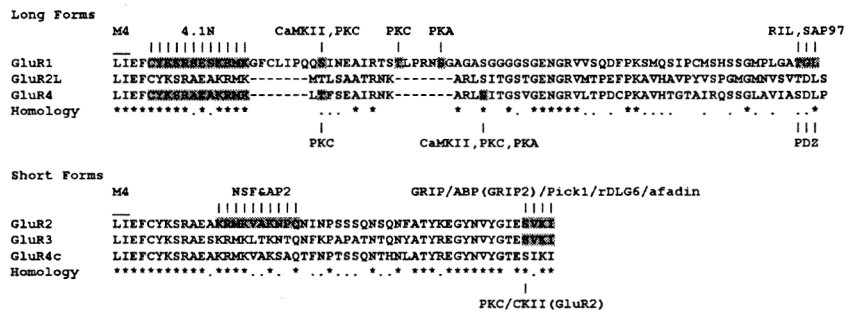 Long Forms
M4 4.1N CaMKII,PKC PKC PKA RIL,SAP97
GluR1 LIEFCYKSRSESKRMKGFCLIPQQSINEAIRTSTLPRNSGAGASSGGGSGENGRVVSQDFPKSMQSIPCMSHSSGMPLGATGL
GluR2L LIEFCYKSRAEAKRMK-------MTLSAATRNK-----ARLSITGSTGENGRVMTPEFPKAVHAVPYVSPGMGMNVSVTDLS
GluR4 LIEFCYKSRAEAKRMK-------LTFSEAIRNK-----ARLSITGSVGENGRVLTPDCPKAVHTGTAIRQSSGLAVIASDLP
Homology
PKC CaMKII,PKC,PKA PDZ
Short Forms
M4 NSF&AP2 GRIP/ABP(GRIP2)/Pick1/rDLG6/afadin
GluR2 LIEFCYKSRAEAKRMKVAKNPQNINPSSSQNSQNFATYKEGYNVYGIESVKI
GluR3 LIEFCYKSRAESKRMKLTKNTQNFKPAPATNTQNYATYREGYNVYGTESVKI
GluR4c LIEFCYKSRAEAKRMKVAKSAQTFNPTSSQNTHNLATYREGYNVYGTESIKI
Homology
PKC/CKII(GluR2)